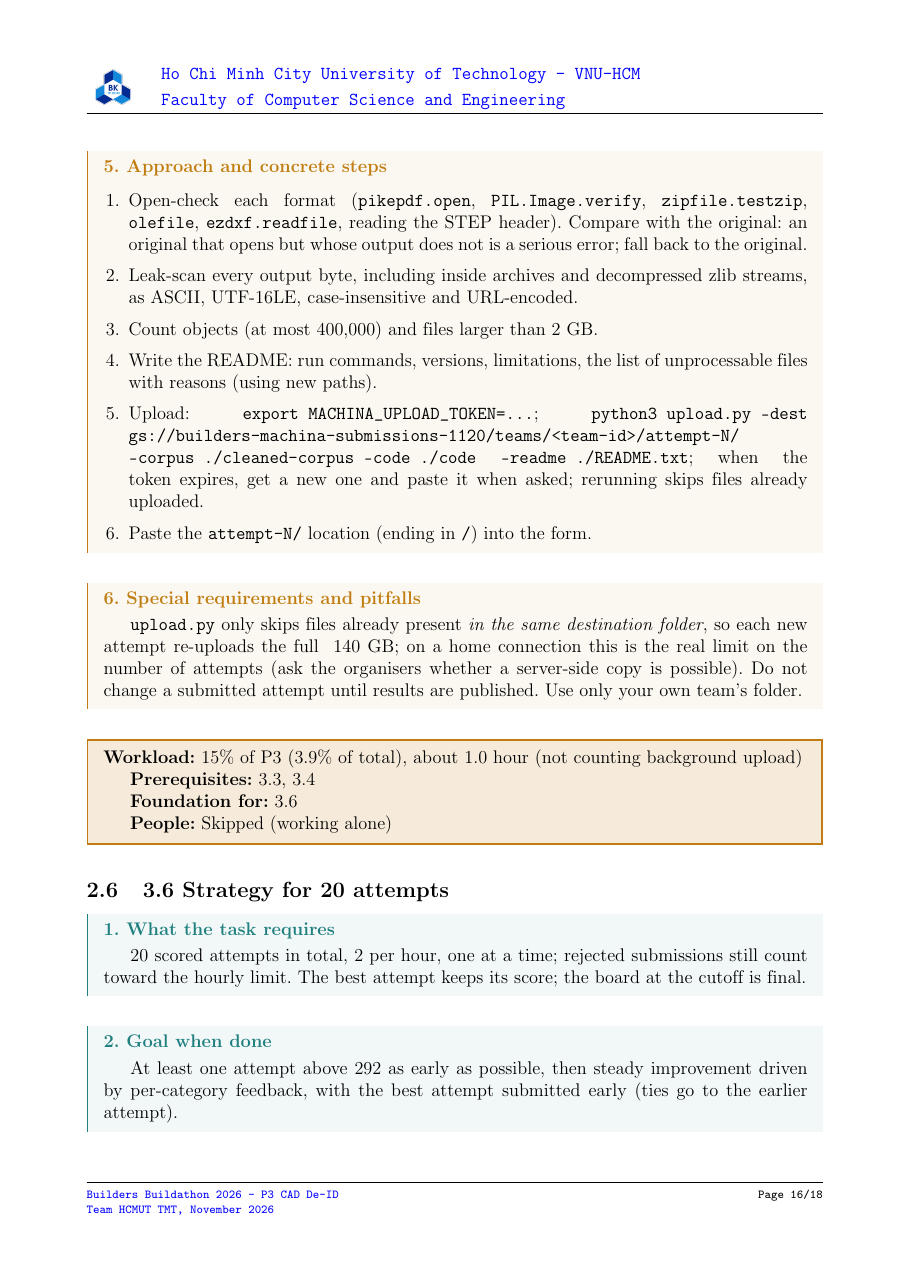 BK
Ho Chi Minh City University of Technology - VNU-HCM
Faculty of Computer Science and Engineering
5. Approach and concrete steps
1. Open-check each format (pikepdf.open, PIL.Image.verify, zipfile.testzip,
olefile, ezdxf.readfile, reading the STEP header). Compare with the original: an
original that opens but whose output does not is a serious error; fall back to the original.
2. Leak-scan every output byte, including inside archives and decompressed zlib streams,
as ASCII, UTF-16LE, case-insensitive and URL-encoded.
3. Count objects (at most 400,000) and files larger than 2 GB.
4. Write the README: run commands, versions, limitations, the list of unprocessable files
with reasons (using new paths).
5. Upload: export MACHINA_UPLOAD_TOKEN=...; python3 upload.py -dest
gs://builders-machina-submissions-1120/teams/<team-id>/attempt-N/
-corpus ./cleaned-corpus -code ./code -readme ./README.txt; when the
token expires, get a new one and paste it when asked; rerunning skips files already
uploaded.
6. Paste the attempt-N/ location (ending in /) into the form.
6. Special requirements and pitfalls
upload.py only skips files already present in the same destination folder, so each new
attempt re-uploads the full 140 GB; on a home connection this is the real limit on the
number of attempts (ask the organisers whether a server-side copy is possible). Do not
change a submitted attempt until results are published. Use only your own team's folder.
Workload: 15% of P3 (3.9% of total), about 1.0 hour (not counting background upload)
Prerequisites: 3.3, 3.4
Foundation for: 3.6
People: Skipped (working alone)
2.6 3.6 Strategy for 20 attempts
1. What the task requires
20 scored attempts in total, 2 per hour, one at a time; rejected submissions still count
toward the hourly limit. The best attempt keeps its score; the board at the cutoff is final.
2. Goal when done
At least one attempt above 292 as early as possible, then steady improvement driven
by per-category feedback, with the best attempt submitted early (ties go to the earlier
attempt).
Builders Buildathon 2026 - P3 CAD De-ID
Page 16/18
Team HCMUT TMT, November 2026